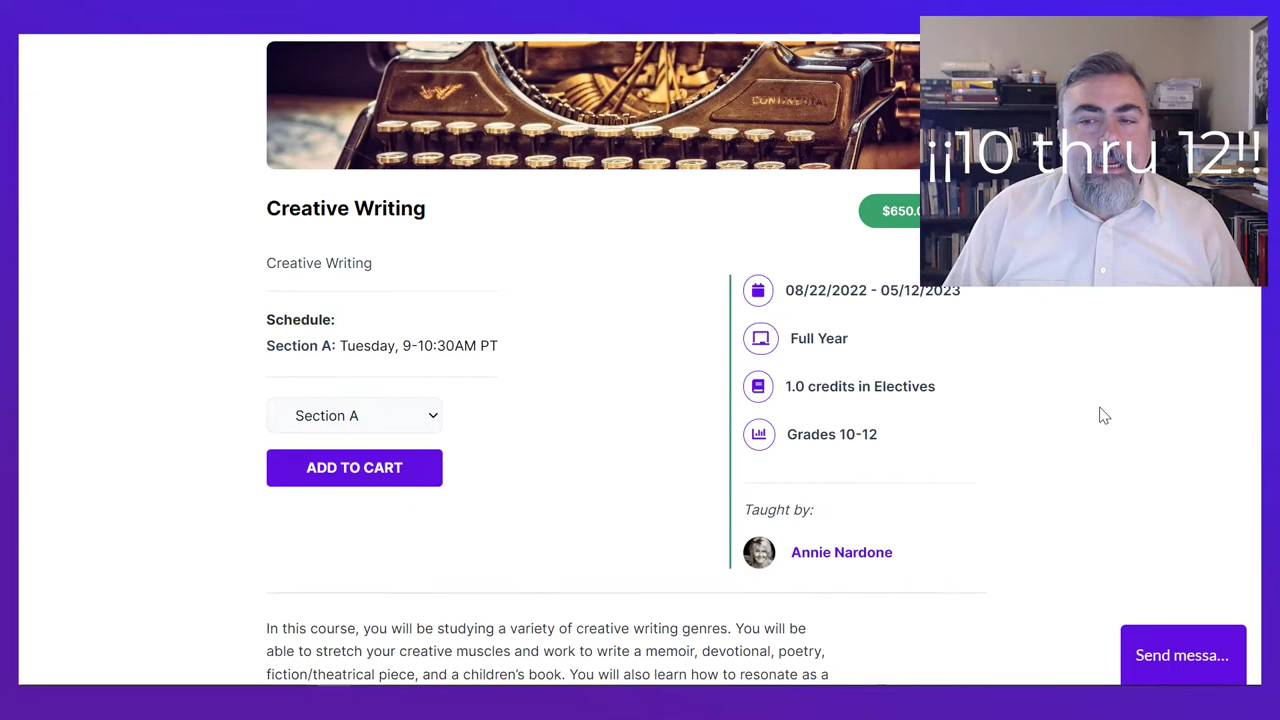 CONTINENTAL
Creative Writing
$650.0
¡¡10 thru 12!!
Creative Writing
Schedule:
Section A: Tuesday, 9-10:30AM PT
Section A
ADD TO CART
08/22/2022 - 05/12/2023
Full Year
1.0 credits in Electives
Grades 10-12
Taught by:
Annie Nardone
In this course, you will be studying a variety of creative writing genres. You will be
able to stretch your creative muscles and work to write a memoir, devotional, poetry,
fiction/theatrical piece, and a children’s book. You will also learn how to resonate as a
Send messa...